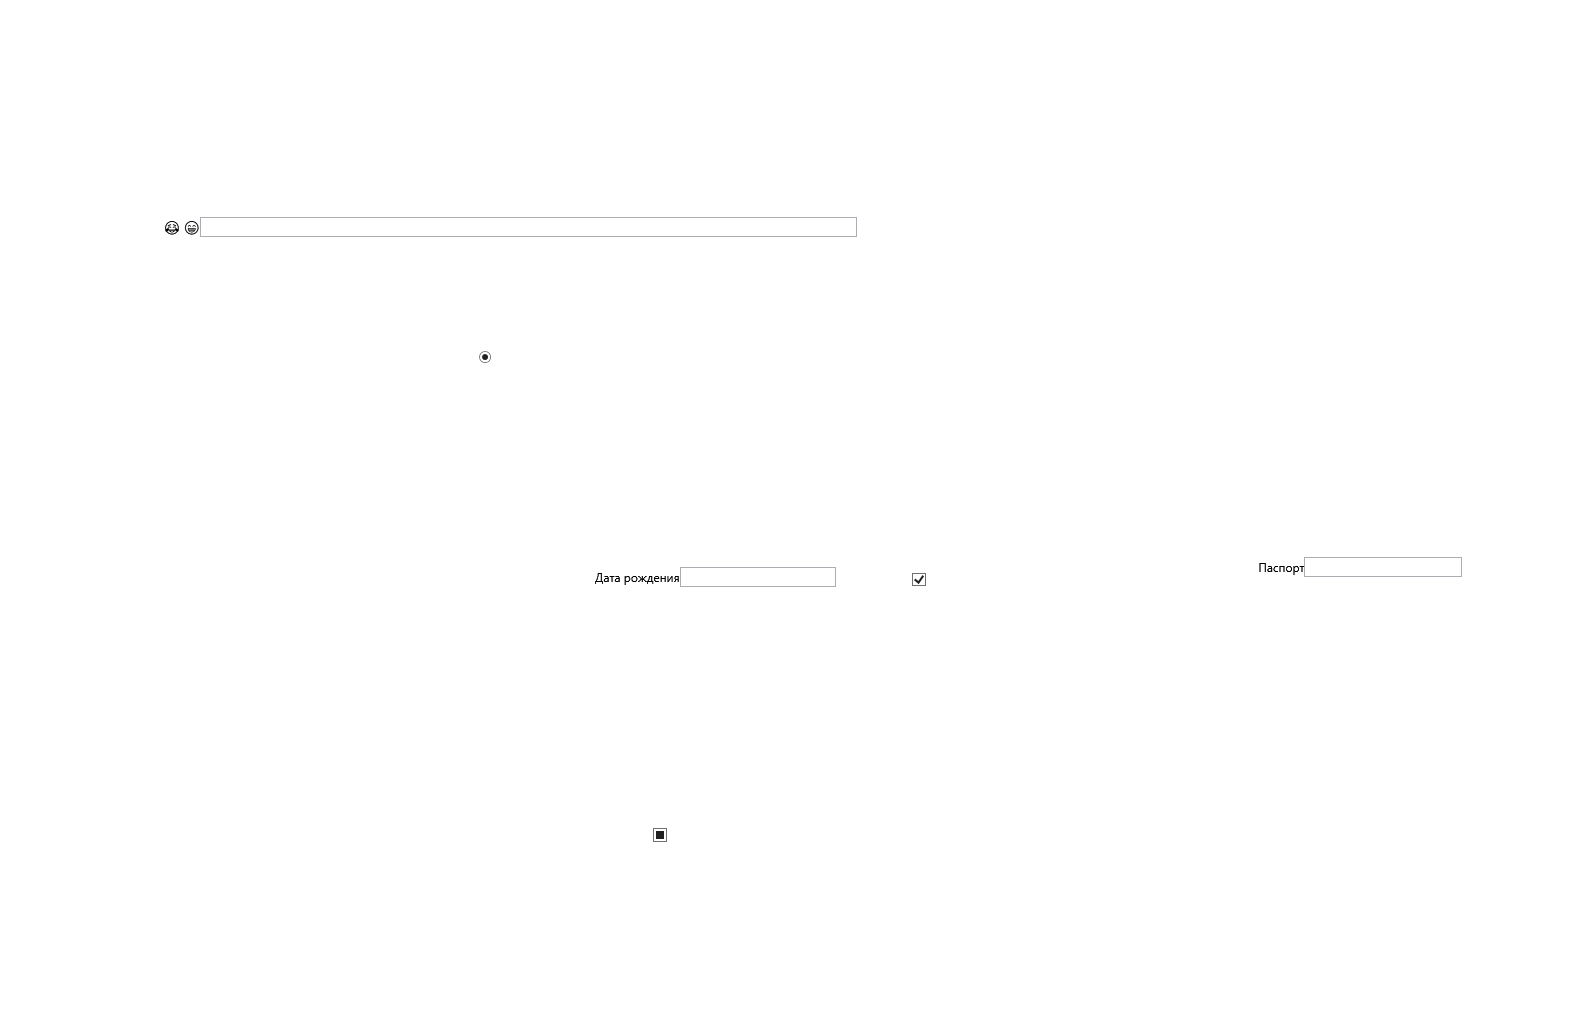 😂 😁
Паспорт
Дата рождения